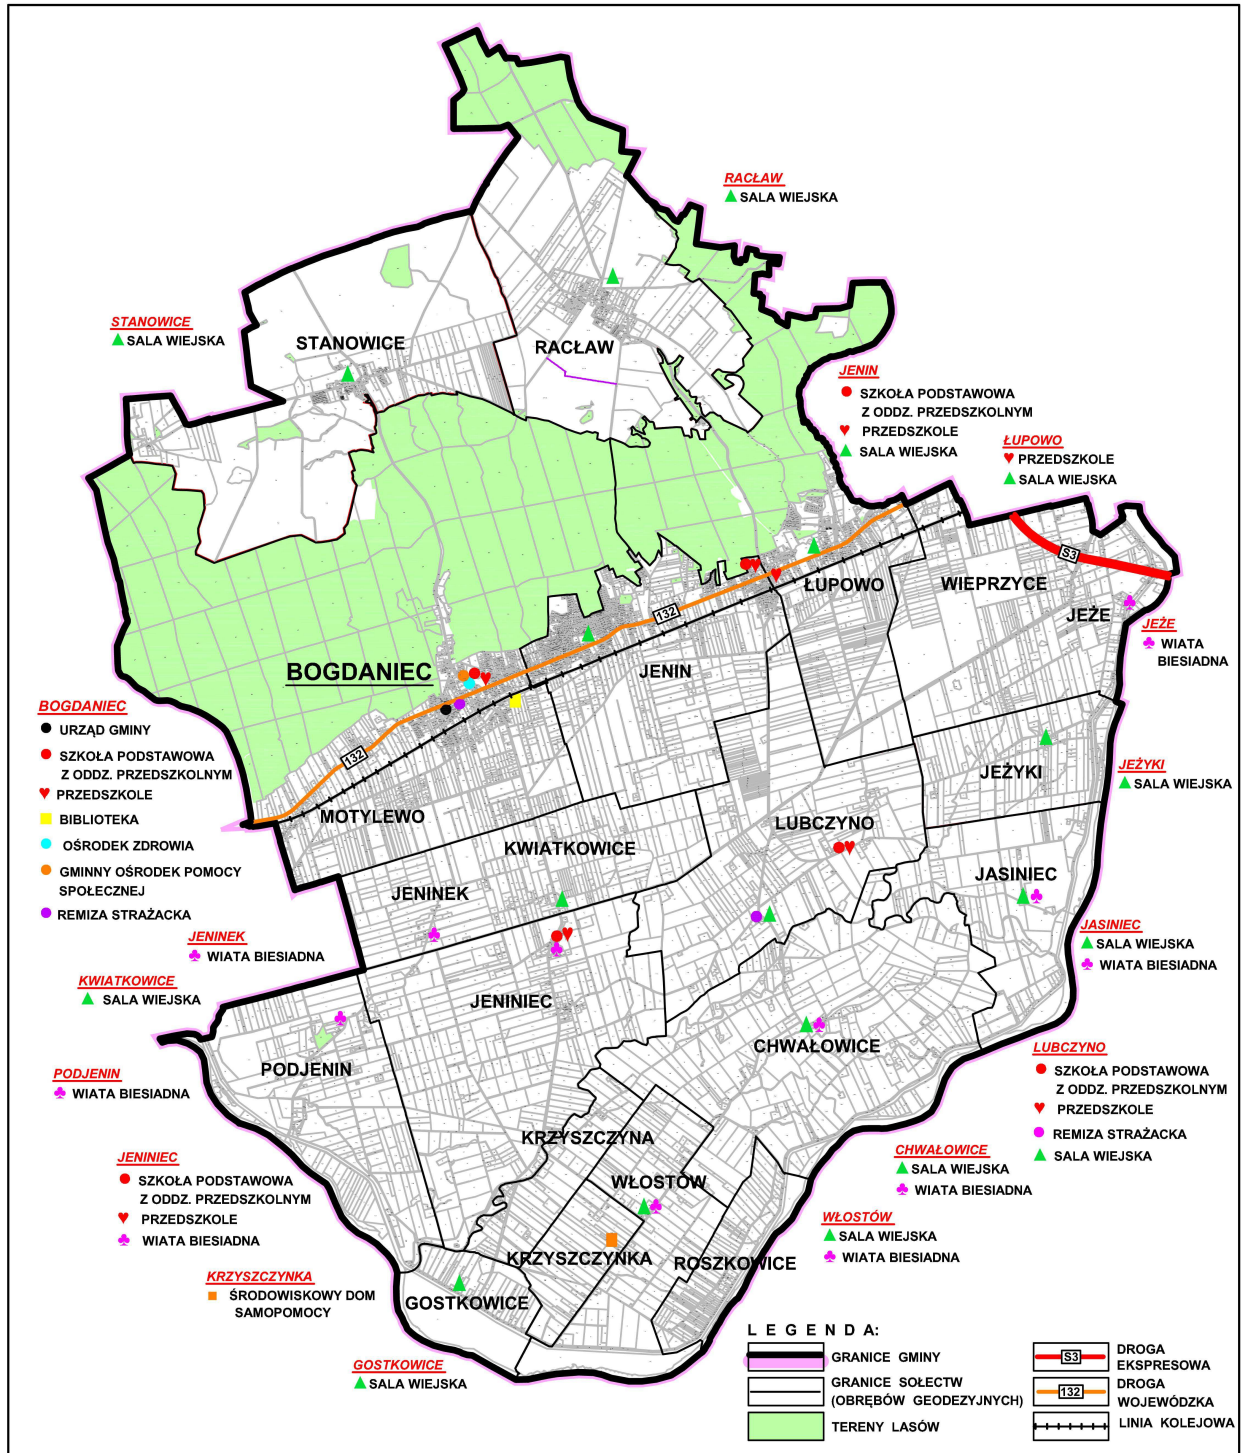 RACŁAW
SALA WIEJSKA
STANOWICE
SALA WIEJSKA
STANOWICE
RACŁAW
JENIN
SZKOŁA PODSTAWOWA
Z ODDZ. PRZEDSZKOLNYM
PRZEDSZKOLE
SALA WIEJSKA
ŁUPOWO
PRZEDSZKOLE
SALA WIEJSKA
S3
WIEPRZYCE
ŁUPOWO
JEŻE
132
JEŻE
WIATA
BIESIADNA
BOGDANIEC
JENIN
BOGDANIEC
URZĄD GMINY
SZKOŁA PODSTAWOWA
Z ODDZ. PRZEDSZKOLNYM
PRZEDSZKOLE
BIBLIOTEKA
OŚRODEK ZDROWIA
GMINNY OŚRODEK POMOCY
SPOŁECZNEJ
REMIZA STRAŻACKA
132
MOTYLEWO
JEŻYKI
JEŻYKI
SALA WIEJSKA
LUBCZYNO
KWIATKOWICE
JASINIEC
JENINEK
JENINEK
WIATA BIESIADNA
JASINIEC
SALA WIEJSKA
WIATA BIESIADNA
KWIATKOWICE
SALA WIEJSKA
JENINIEC
CHWAŁOWICE
PODJENIN
PODJENIN
WIATA BIESIADNA
LUBCZYNO
SZKOŁA PODSTAWOWA
Z ODDZ. PRZEDSZKOLNYM
PRZEDSZKOLE
REMIZA STRAŻACKA
SALA WIEJSKA
KRZYSZCZYNA
CHWAŁOWICE
SALA WIEJSKA
WIATA BIESIADNA
JENINIEC
SZKOŁA PODSTAWOWA
Z ODDZ. PRZEDSZKOLNYM
PRZEDSZKOLE
WIATA BIESIADNA
WŁOSTÓW
WŁOSTÓW
SALA WIEJSKA
WIATA BIESIADNA
KRZYSZCZYNKA
ROSZKOWICE
KRZYSZCZYNKA
ŚRODOWISKOWY DOM
SAMOPOMOCY
GOSTKOWICE
GOSTKOWICE
SALA WIEJSKA
L E G E N D A:
GRANICE GMINY
GRANICE SOŁECTW
(OBRĘBÓW GEODEZYJNYCH)
TERENY LASÓW
S3
DROGA
EKSPRESOWA
132
DROGA
WOJEWÓDZKA
LINIA KOLEJOWA